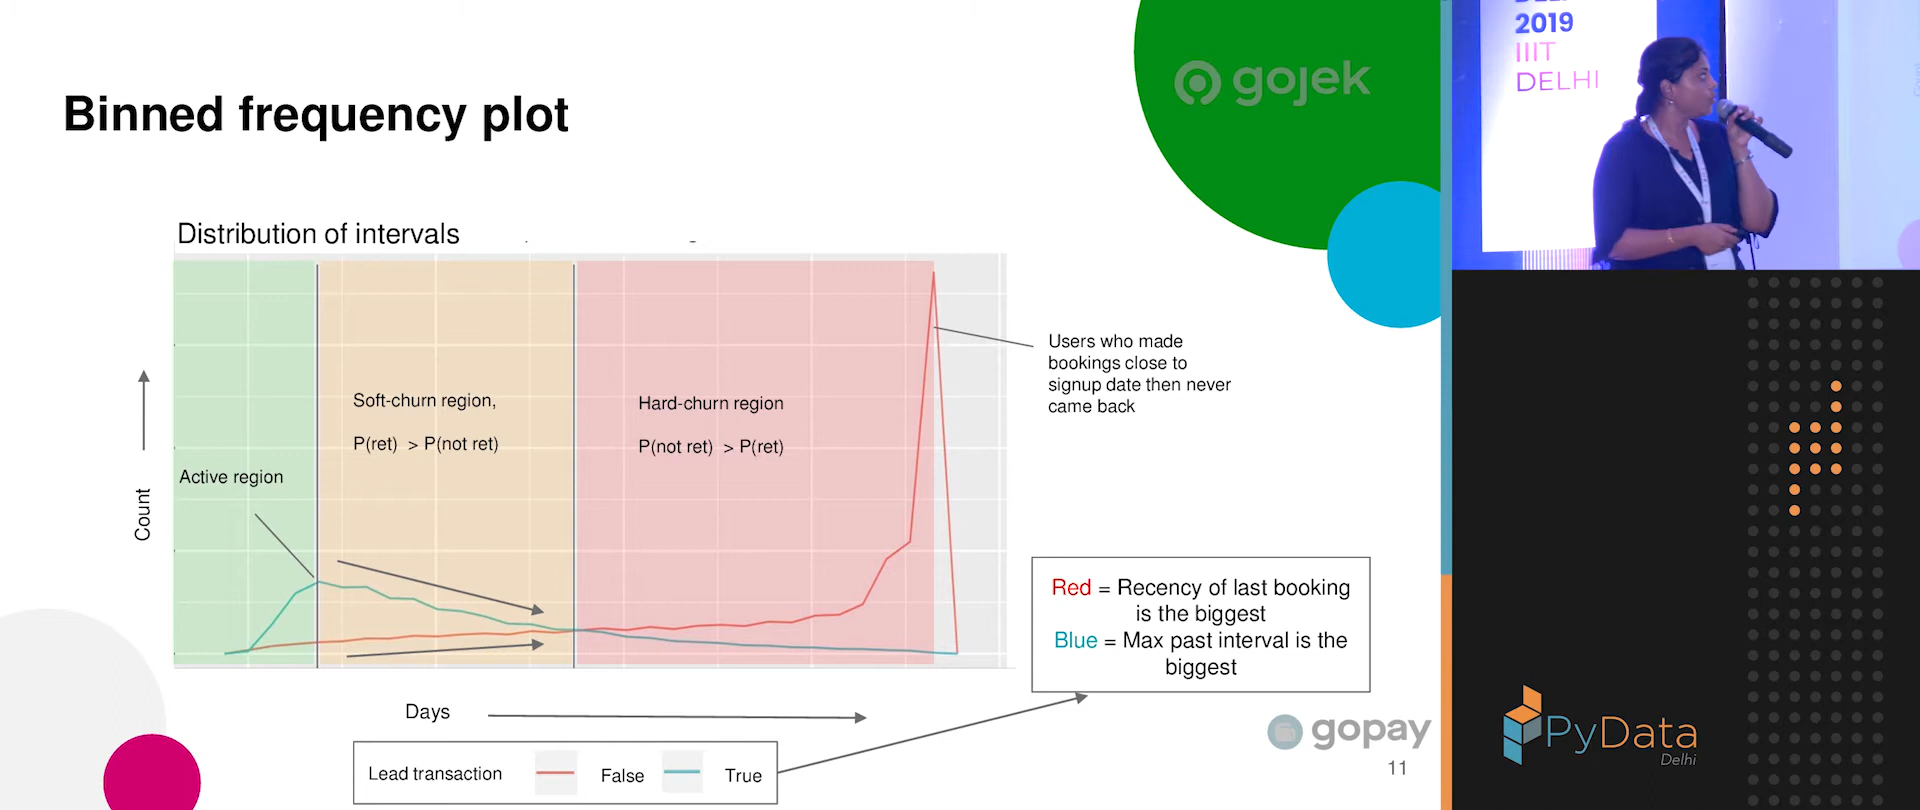 gojek
Binned frequency plot
Distribution of intervals
Soft-churn region,
P(ret) > P(not ret)
Hard-churn region
P(not ret) > P(ret)
Active region
Count
Users who made
bookings close to
signup date then never
came back
Red = Recency of last booking
is the biggest
Blue = Max past interval is the
biggest
Days
Lead transaction False True
gopay
11
2019
IIIT
DELHI
PyData
Delhi